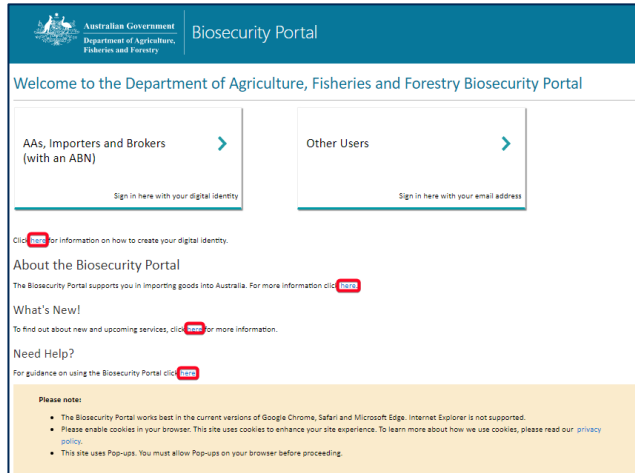 Australian Government
Department of Agriculture,
Fisheries and Forestry
Biosecurity Portal
Welcome to the Department of Agriculture, Fisheries and Forestry Biosecurity Portal
AAs, Importers and Brokers
(with an ABN)
Sign in here with your digital identity
Other Users
Sign in here with your email address
Click here for information on how to create your digital identity.
About the Biosecurity Portal
The Biosecurity Portal supports you in importing goods into Australia. For more information click here.
What's New!
To find out about new and upcoming services, click here for more information.
Need Help?
For guidance on using the Biosecurity Portal click here
Please note:
• The Biosecurity Portal works best in the current versions of Google Chrome, Safari and Microsoft Edge. Internet Explorer is not supported.
• Please enable cookies in your browser. This site uses cookies to enhance your site experience. To learn more about how we use cookies, please read our privacy
policy.
• This site uses Pop-ups. You must allow Pop-ups on your browser before proceeding.